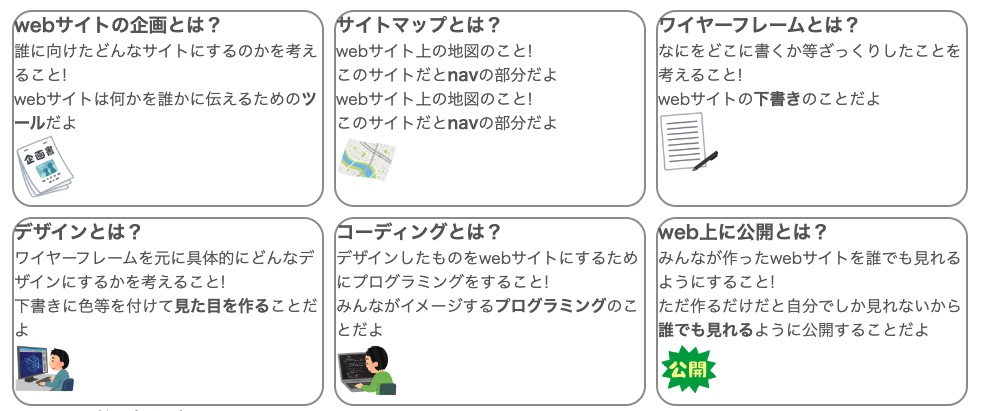 webサイトの企画とは？
誰に向けたどんなサイトにするのかを考え
ること!
webサイトは何かを誰かに伝えるためのツ
ールだよ
企画書
サイトマップとは？
webサイト上の地図のこと!
このサイトだとnavの部分だよ
webサイト上の地図のこと!
このサイトだとnavの部分だよ
ワイヤーフレームとは？
なにをどこに書くか等ざっくりしたことを
考えること!
webサイトの下書きのことだよ
デザインとは？
ワイヤーフレームを元に具体的にどんなデ
ザインにするかを考えること!
下書きに色等を付けて見た目を作ることだ
よ
コーディングとは？
デザインしたものをwebサイトにするため
にプログラミングをすること!
みんながイメージするプログラミングのこ
とだよ
web上に公開とは？
みんなが作ったwebサイトを誰でも見れる
ようにすること!
ただ作るだけだと自分でしか見れないから
誰でも見れるように公開することだよ
公開